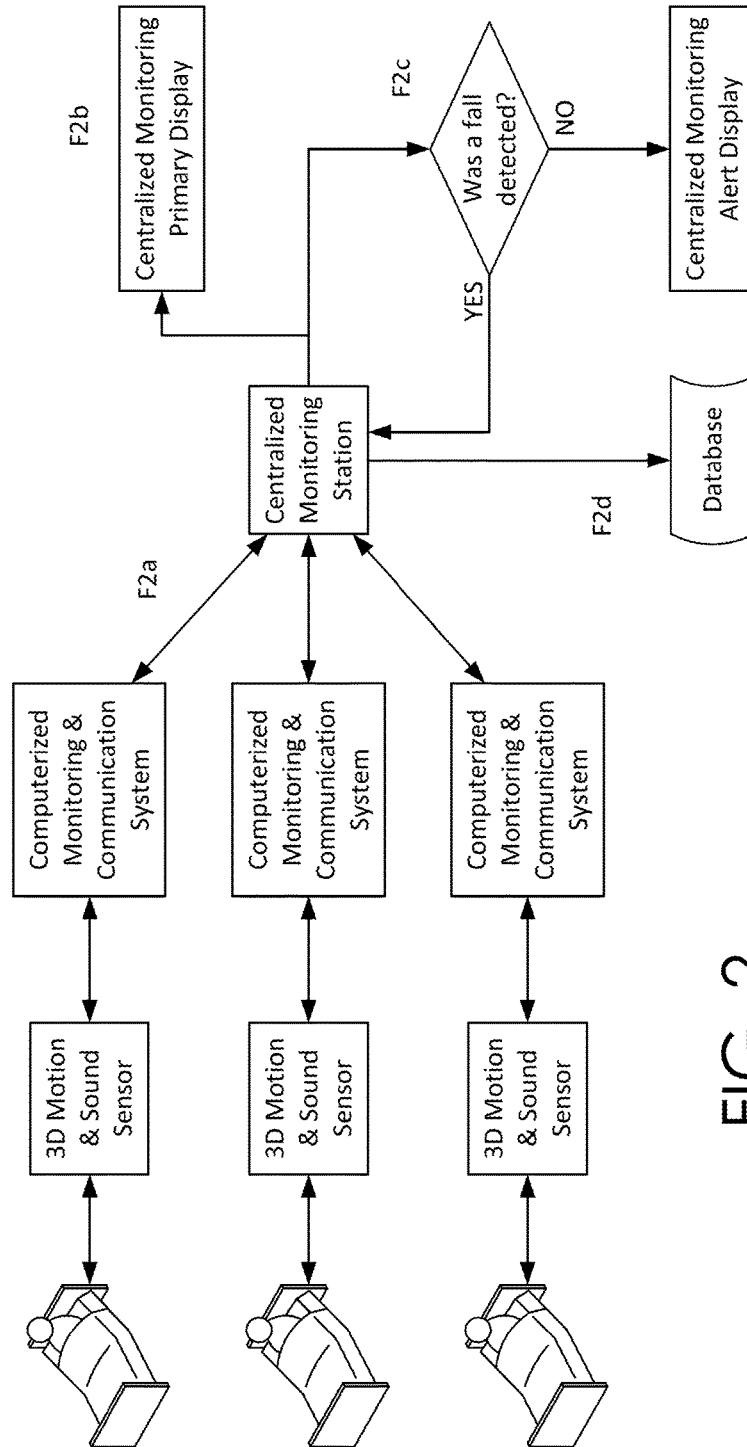 3D Motion
& Sound
Sensor
Computerized
Monitoring &
Communication
System
F2a
3D Motion
& Sound
Sensor
Computerized
Monitoring &
Communication
System
3D Motion
& Sound
Sensor
Computerized
Monitoring &
Communication
System
Centralized
Monitoring
Station
F2b
Centralized Monitoring
Primary Display
F2c
Was a fall
detected?
YES
NO
F2d
Database
Centralized Monitoring
Alert Display
FIG. 2